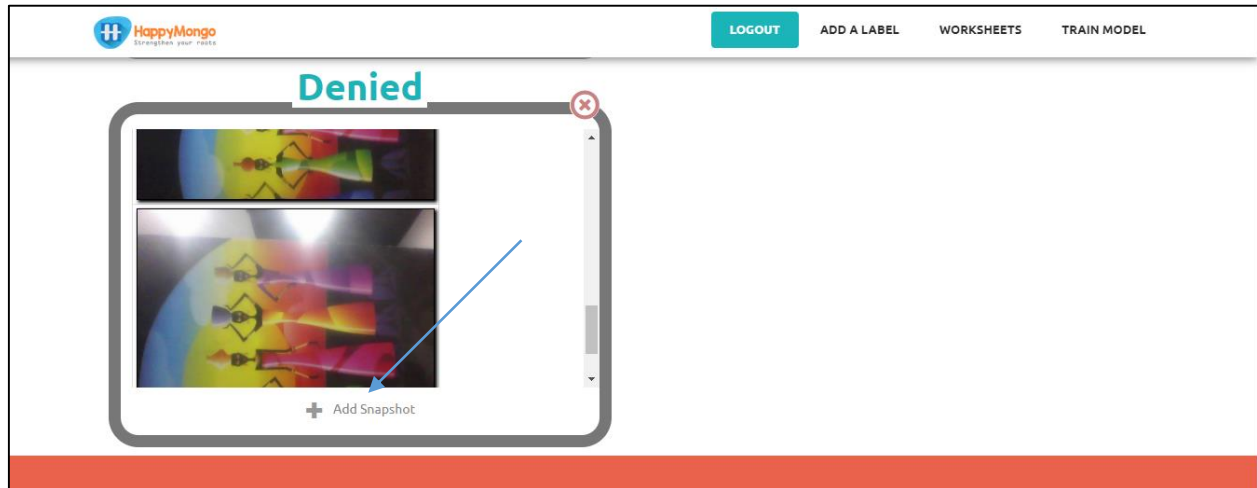 HappyMongo
Strengthen your roots
LOGOUT ADD A LABEL WORKSHEETS TRAIN MODEL
Denied
Add Snapshot